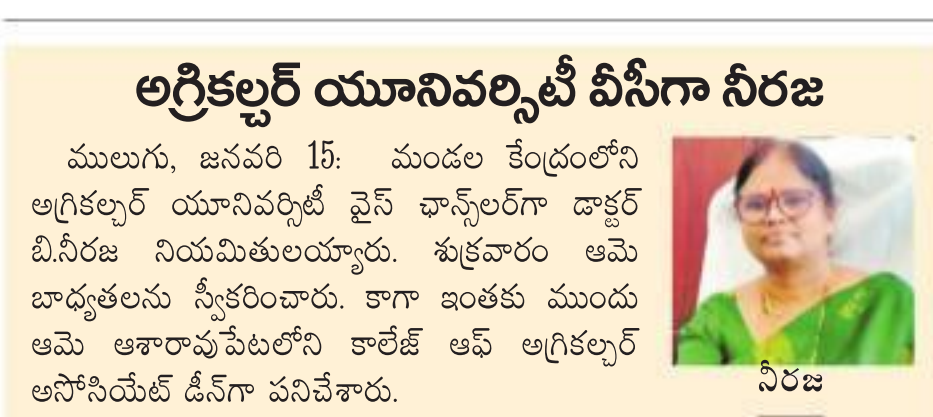 అగ్రికల్చర్ యూనివర్సిటీ వీసీగా నీరజ
ములుగు, జనవరి 15: మండల కేంద్రంలోని
అగ్రికల్చర్ యూనివర్సిటీ వైస్ ఛాన్స్‌లర్‌గా డాక్టర్
బి.నీరజ నియమితులయ్యారు. శుక్రవారం ఆమె
బాధ్యతలను స్వీకరించారు. కాగా ఇంతకు ముందు
ఆమె ఆశారావుపేటలోని కాలేజ్ ఆఫ్ అగ్రికల్చర్
అసోసియేట్ డీన్‌గా పనిచేశారు.
నీరజ